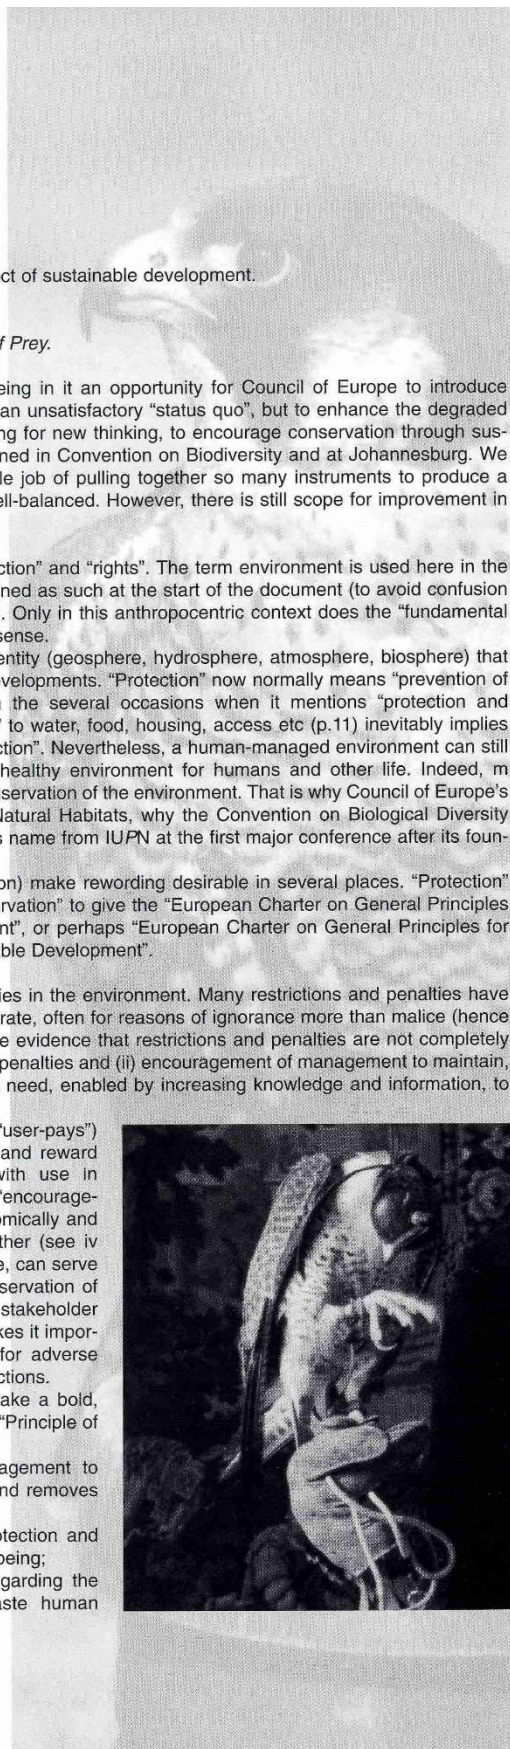 ct of sustainable development.
f Prey.
eing in it an opportunity for Council of Europe to introduce
an unsatisfactory “status quo”, but to enhance the degraded
ng for new thinking, to encourage conservation through sus-
ned in Convention on Biodiversity and at Johannesburg. We
le job of pulling together so many instruments to produce a
ell-balanced. However, there is still scope for improvement in
ction” and “rights”. The term environment is used here in the
ned as such at the start of the document (to avoid confusion
. Only in this anthropocentric context does the “fundamental
sense.
entity (geosphere, hydrosphere, atmosphere, biosphere) that
evelopments. “Protection” now normally means “prevention of
the several occasions when it mentions “protection and
” to water, food, housing, access etc (p.11) inevitably implies
ction”. Nevertheless, a human-managed environment can still
healthy environment for humans and other life. Indeed, m
servation of the environment. That is why Council of Europe’s
Natural Habitats, why the Convention on Biological Diversity
s name from IUPN at the first major conference after its foun-
on) make rewording desirable in several places. “Protection”
rvation” to give the “European Charter on General Principles
nt”, or perhaps “European Charter on General Principles for
ble Development”.
ies in the environment. Many restrictions and penalties have
rate, often for reasons of ignorance more than malice (hence
e evidence that restrictions and penalties are not completely
penalties and (ii) encouragement of management to maintain,
need, enabled by increasing knowledge and information, to
“user-pays”)
and reward
with use in
“encourage-
omically and
ther (see iv
e, can serve
servation of
stakeholder
kes it impor-
for adverse
ctions.
ake a bold,
“Principle of
agement to
nd removes
otection and
being;
egarding the
aste human